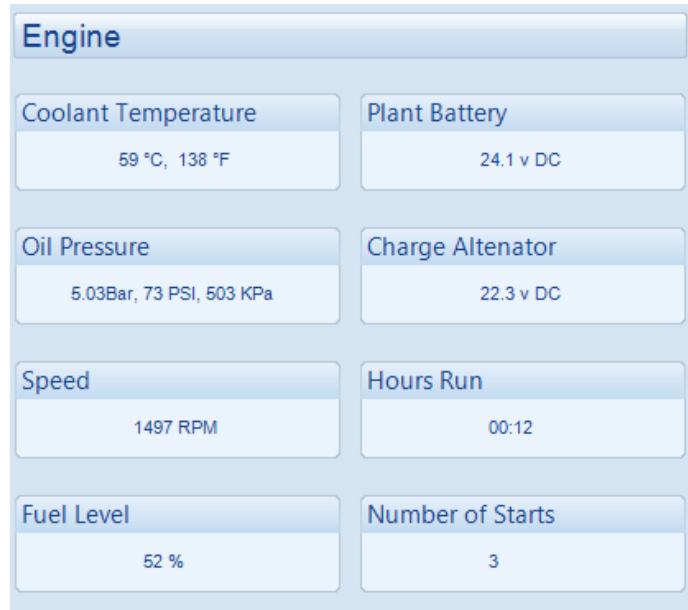 Engine
Coolant Temperature
59 °C, 138 °F
Plant Battery
24.1 v DC
Oil Pressure
5.03Bar, 73 PSI, 503 KPa
Charge Altenator
22.3 v DC
Speed
1497 RPM
Hours Run
00:12
Fuel Level
52 %
Number of Starts
3